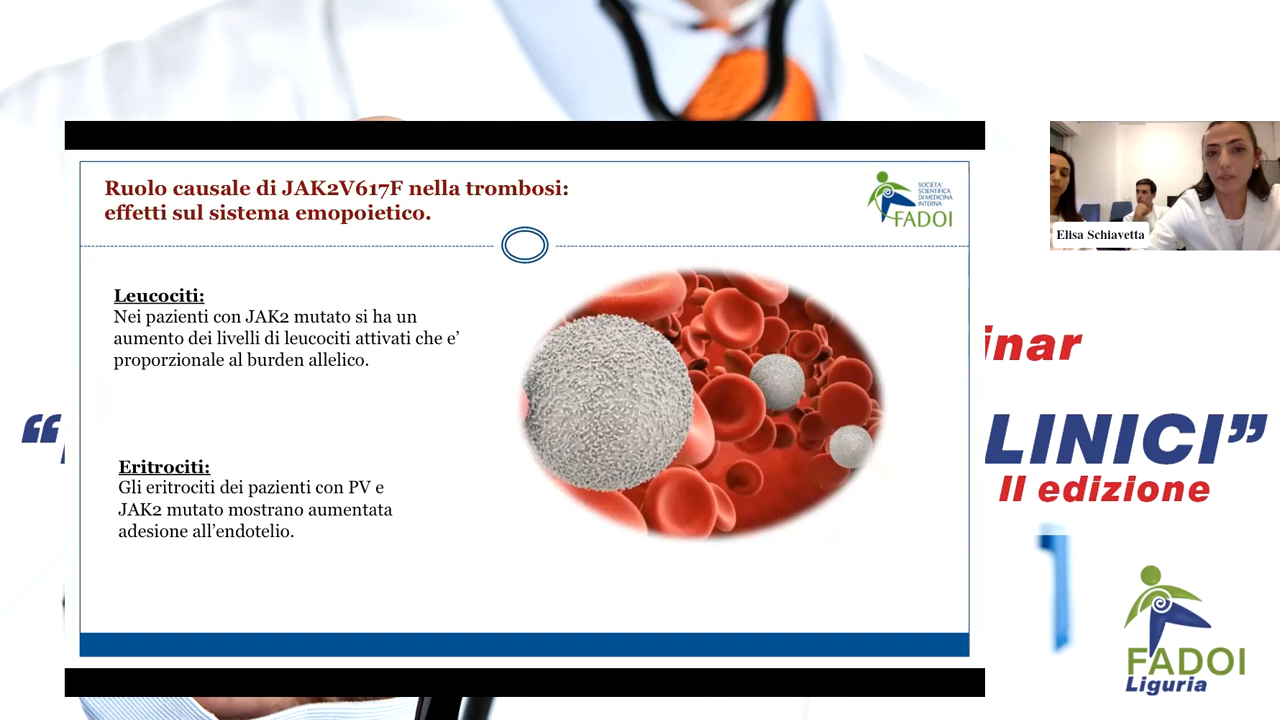 Ruolo causale di JAK2V617F nella trombosi:
effetti sul sistema emopoietico.
SOCIETA'
SCIENTIFICA
DI MEDICINA
INTERNA
FADOI
Leucociti:
Nei pazienti con JAK2 mutato si ha un
aumento dei livelli di leucociti attivati che e'
proporzionale al burden allelico.
Eritrociti:
Gli eritrociti dei pazienti con PV e
JAK2 mutato mostrano aumentata
adesione all'endotelio.
Elisa Schiavetta
inar
“
LINICI”
II edizione
FADOI
Liguria